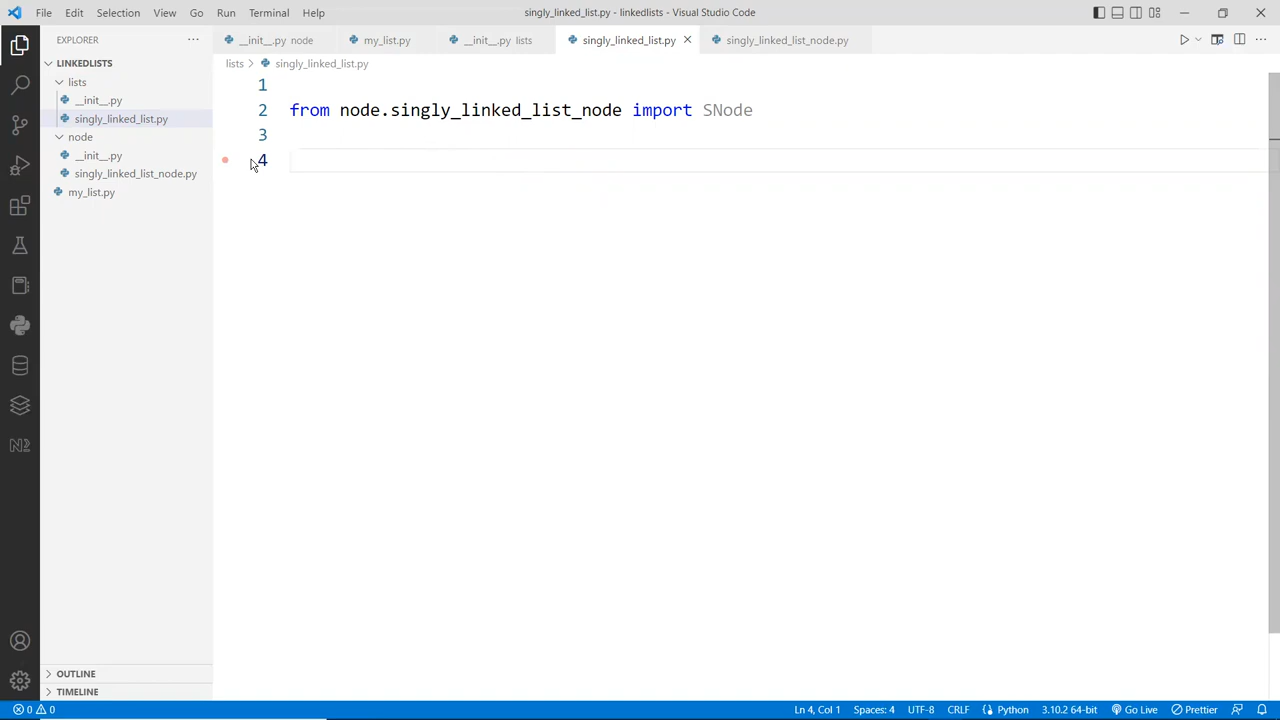 File Edit Selection View Go Run Terminal Help singly_linked_list.py - linkedlists - Visual Studio Code
EXPLORER ...
LINKEDLISTS
lists
__init__.py
singly_linked_list.py
node
__init__.py
singly_linked_list_node.py
my_list.py
OUTLINE
TIMELINE
__init__.py node my_list.py __init__.py lists singly_linked_list.py singly_linked_list_node.py
lists > singly_linked_list.py
1
2 from node.singly_linked_list_node import SNode
3
4
0 0 Ln 4, Col 1 Spaces: 4 UTF-8 CRLF Python 3.10.2 64-bit Go Live Prettier